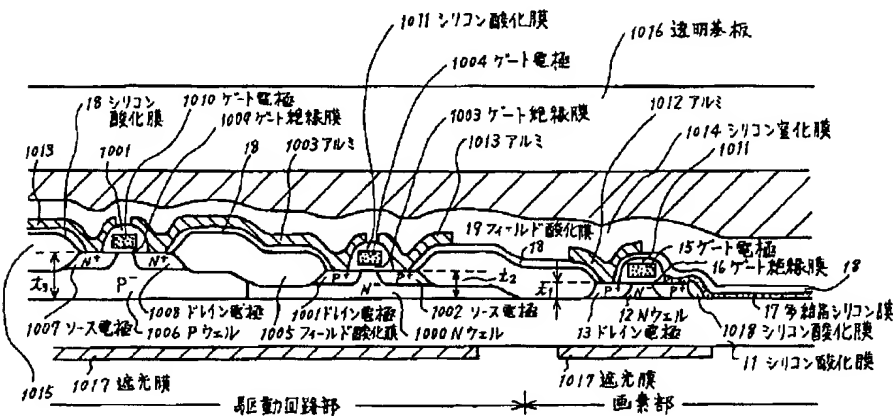 1011 シリコン酸化膜
1016 透明基板
1004 ゲート電極
18 シリコン酸化膜
1010 ゲート電極
1009 ゲート絶縁膜
1003 ゲート絶縁膜
1012 アルミ
1014 シリコン窒化膜
1013
1001
18
1003 アルミ
1013 アルミ
1011
19 フィールド酸化膜
18
15 ゲート電極
16 ゲート絶縁膜
18
N+
N+
P+
P+
P+
N-
P+
t3
P-
N-
t2
t1
17 多結晶シリコン膜
1008 ドレイン電極
1001 ドレイン電極
1002 ソース電極
12 Nウェル
1018 シリコン酸化膜
1007 ソース電極
1006 Pウェル
1005 フィールド酸化膜
1000 Nウェル
13 ドレイン電極
11 シリコン酸化膜
1015
1017 遮光膜
1017 遮光膜
駆動回路部
画素部